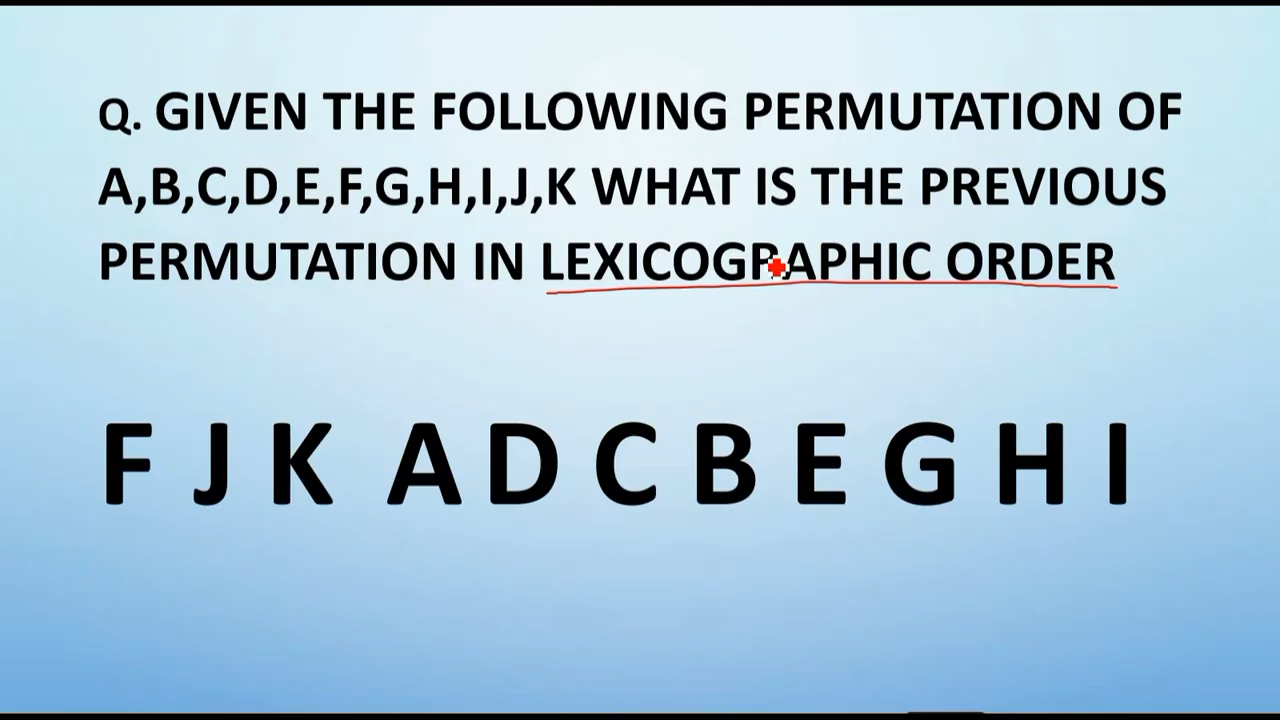 Q. GIVEN THE FOLLOWING PERMUTATION OF
A,B,C,D,E,F,G,H,I,J,K WHAT IS THE PREVIOUS
PERMUTATION IN LEXICOGRAPHIC ORDER
F J K A D C B E G H I